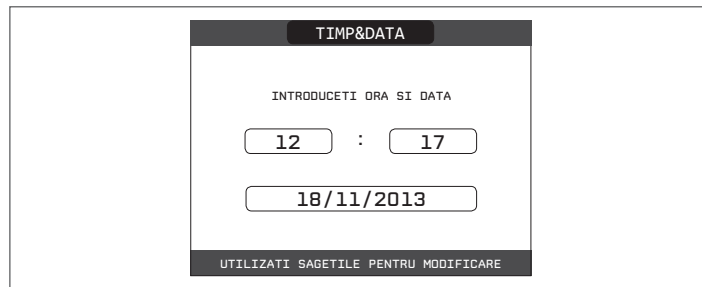 TIMP&DATA
INTRODUCETI ORA SI DATA
12 : 17
18/11/2013
UTILIZATI SAGETILE PENTRU MODIFICARE